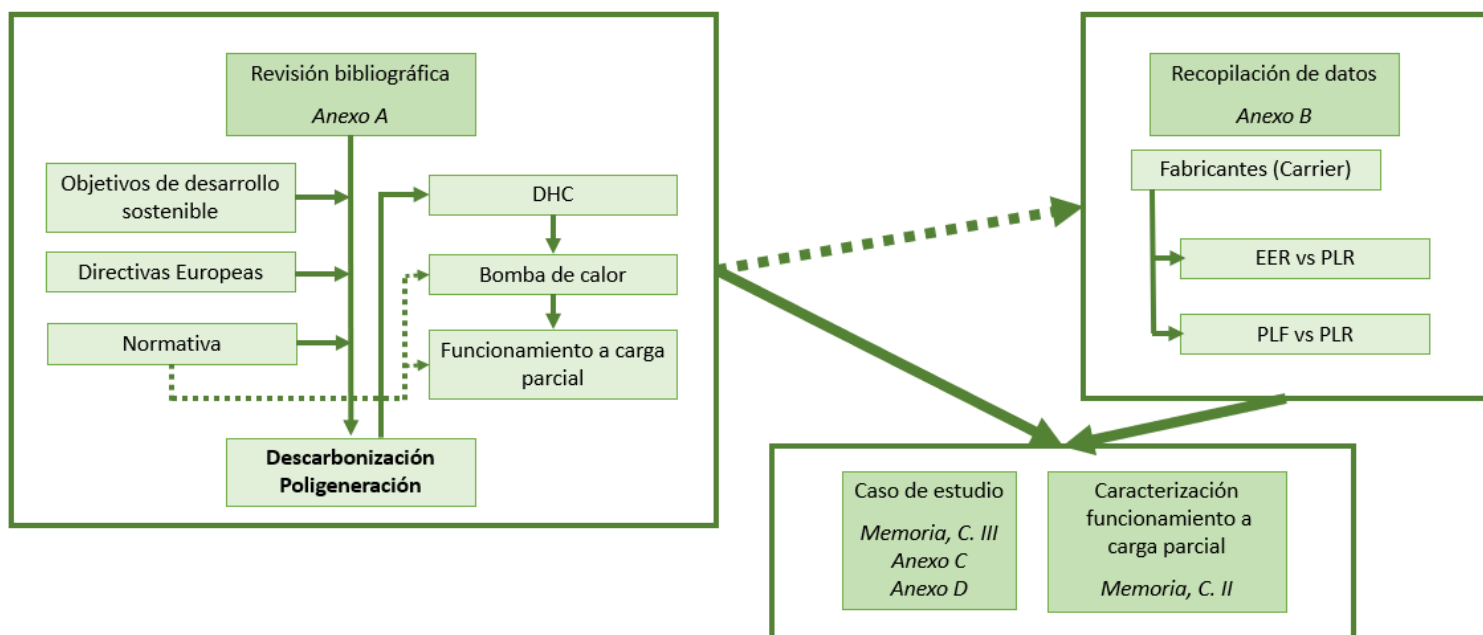 Revisión bibliográfica
Anexo A
Objetivos de desarrollo
sostenible
Directivas Europeas
Normativa
DHC
Bomba de calor
Funcionamiento a carga
parcial
Descarbonización
Poligeneración
Recopilación de datos
Anexo B
Fabricantes (Carrier)
EER vs PLR
PLF vs PLR
Caso de estudio
Memoria, C. III
Anexo C
Anexo D
Caracterización
funcionamiento a
carga parcial
Memoria, C. II